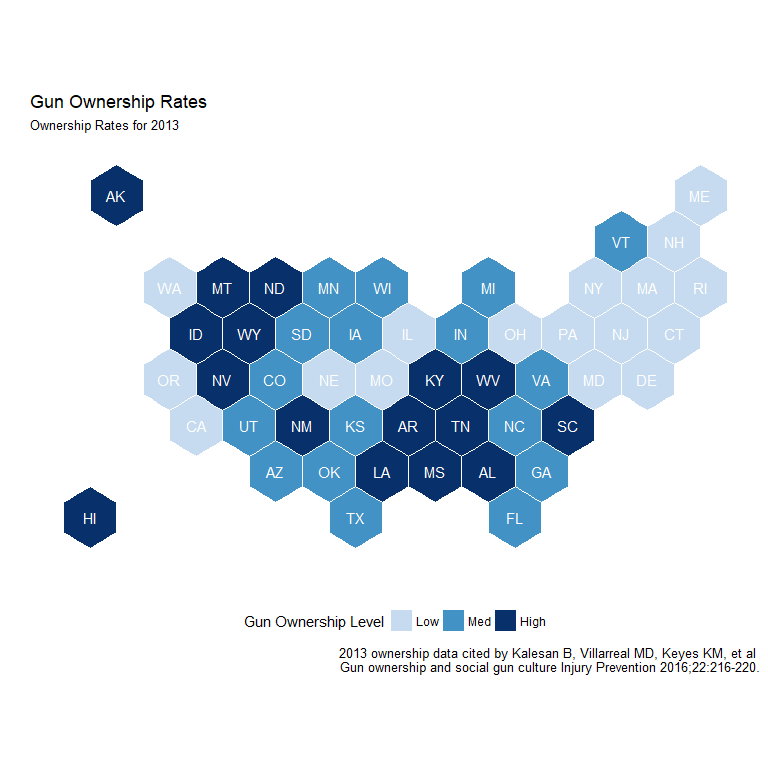 Gun Ownership Rates
Ownership Rates for 2013
AK
ME
VT
NH
WA
MT
ND
MN
WI
MI
NY
MA
RI
ID
WY
SD
IA
IL
IN
OH
PA
NJ
CT
OR
NV
CO
NE
MO
KY
WV
VA
MD
DE
CA
UT
NM
KS
AR
TN
NC
SC
AZ
OK
LA
MS
AL
GA
HI
TX
FL
Gun Ownership Level Low Med High
2013 ownership data cited by Kalesan B, Villarreal MD, Keyes KM, et al
Gun ownership and social gun culture Injury Prevention 2016;22:216-220.